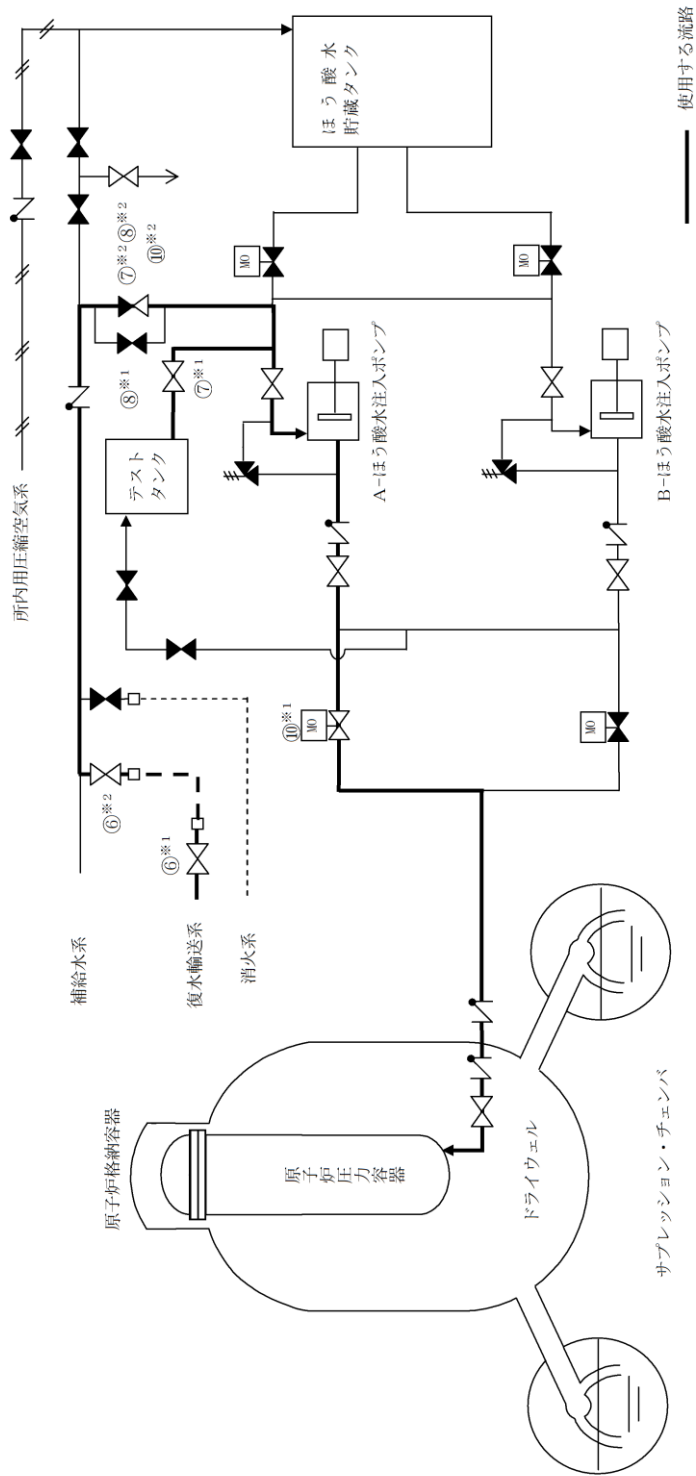 所内用圧縮空気系
補給水系
復水輸送系
消火系
⑥※1
⑥※2
⑧※1
⑦※1
⑦※2 ⑧※2
⑩※2
⑩※1
テスト
タンク
ほう酸水
貯蔵タンク
MO
MO
MO
MO
A-ほう酸水注入ポンプ
B-ほう酸水注入ポンプ
原子炉格納容器
原子炉圧力容器
ドライウェル
サプレッション・チェンバ
使用する流路